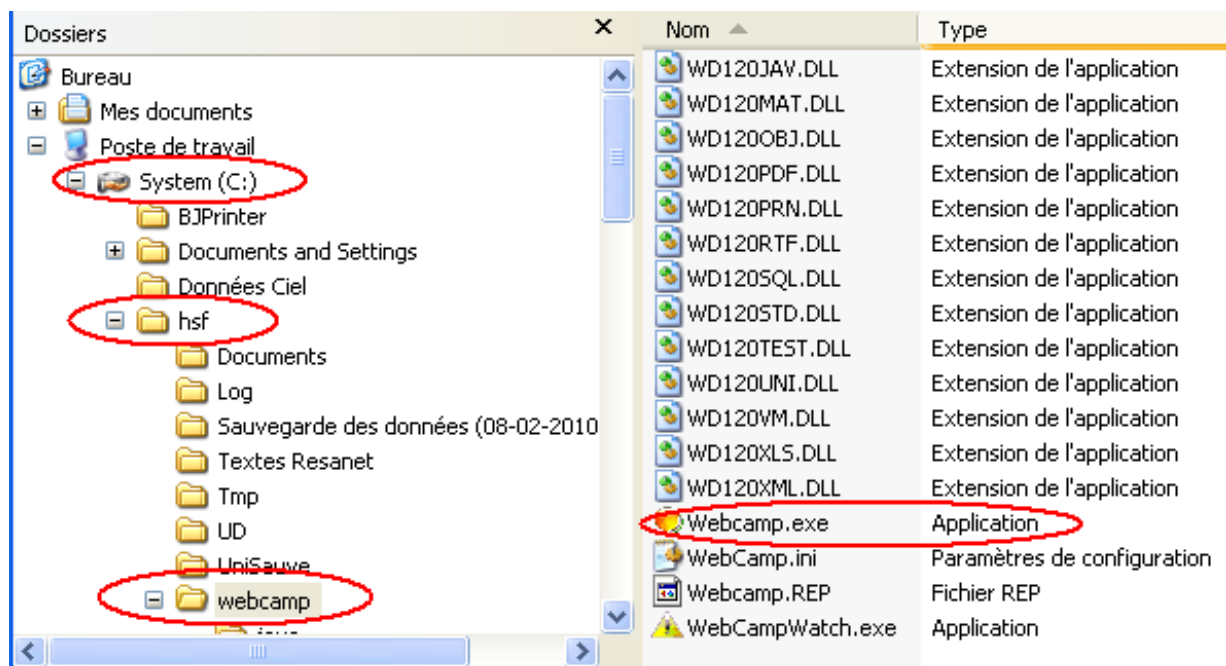 Dossiers
Bureau
Mes documents
Poste de travail
System (C:)
BJPrinter
Documents and Settings
Données Ciel
hsf
Documents
Log
Sauvegarde des données (08-02-2010
Textes Resanet
Tmp
UD
UniSauve
webcamp
Nom Type
WD120JAV.DLL Extension de l'application
WD120MAT.DLL Extension de l'application
WD120OBJ.DLL Extension de l'application
WD120PDF.DLL Extension de l'application
WD120PRN.DLL Extension de l'application
WD120RTF.DLL Extension de l'application
WD120SQL.DLL Extension de l'application
WD120STD.DLL Extension de l'application
WD120TEST.DLL Extension de l'application
WD120UNI.DLL Extension de l'application
WD120VM.DLL Extension de l'application
WD120XLS.DLL Extension de l'application
WD120XML.DLL Extension de l'application
Webcamp.exe Application
WebCamp.ini Paramètres de configuration
Webcamp.REP Fichier REP
WebCampWatch.exe Application